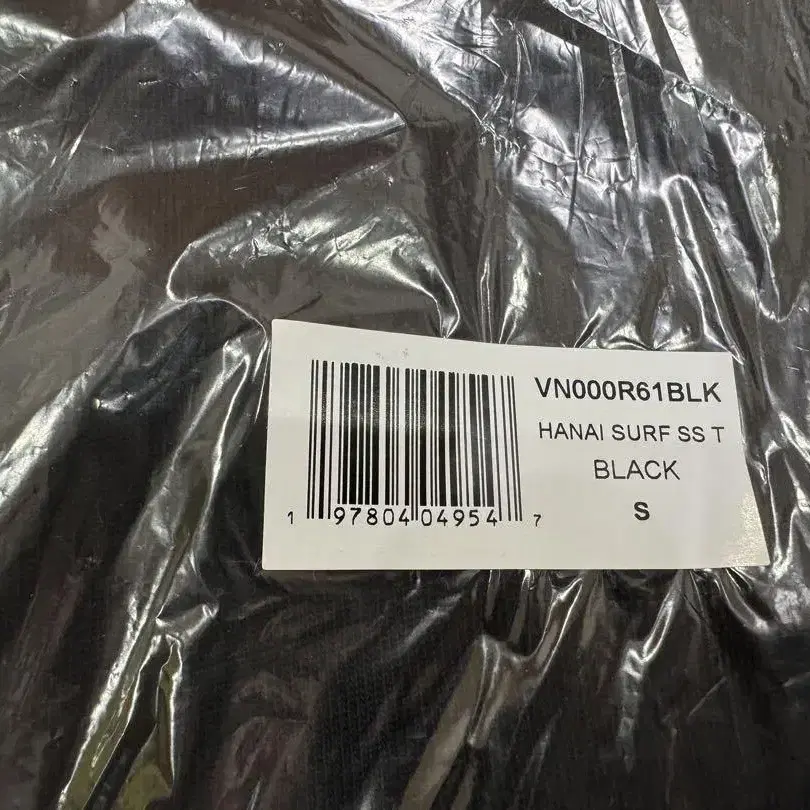 VN000R61BLK
HANAI SURF SS T
BLACK
S
1 97804 04954 7